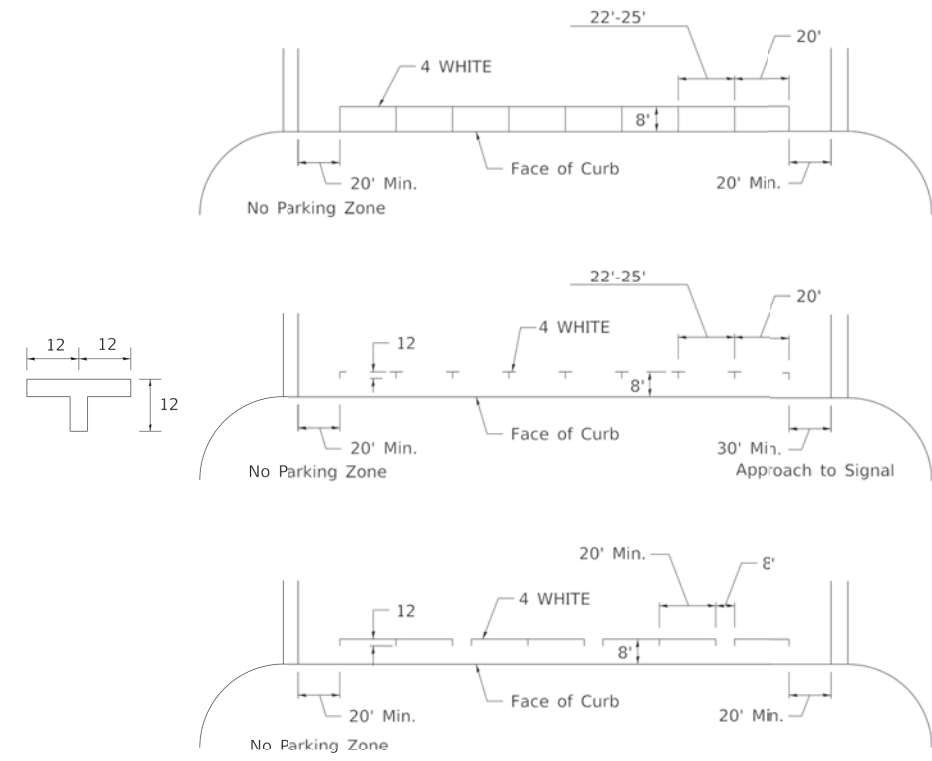 22'-25'
20'
4 WHITE
8'
Face of Curb
20' Min.
20' Min.
No Parking Zone
22'-25'
20'
4 WHITE
12
12 12
8'
12
Face of Curb
20' Min.
30' Min.
No Parking Zone
Approach to Signal
20' Min.
8'
4 WHITE
12
8'
Face of Curb
20' Min.
20' Min.
No Parking Zone